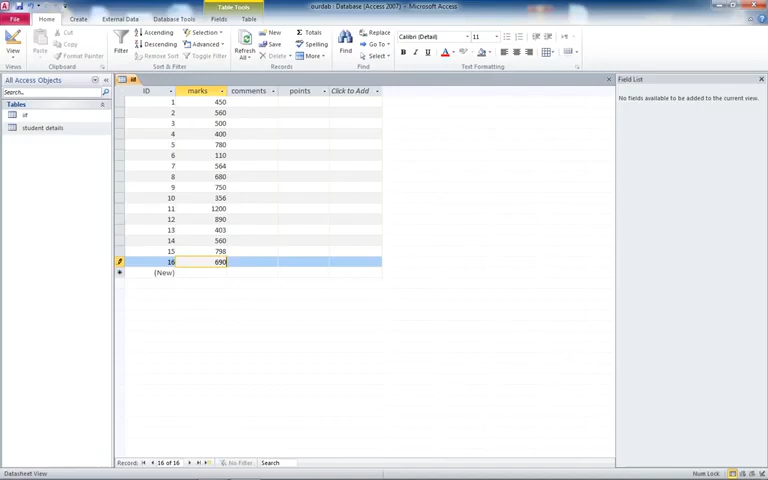 Table Tools
ourdab : Database (Access 2007) - Microsoft Access
File Home Create External Data Database Tools Fields Table
View
Views
Paste
Cut
Copy
Format Painter
Clipboard
Filter
Ascending
Descending
Remove Sort
Selection
Advanced
Toggle Filter
Sort & Filter
Refresh All
New
Save
Delete
Totals
Spelling
More
Records
Find
Replace
Go To
Select
Find
Calibri (Detail) 11
B I U A
Text Formatting
All Access Objects
Search...
Tables
iif
student details
iif
ID marks comments points Click to Add
1 450
2 560
3 500
4 400
5 780
6 110
7 564
8 680
9 750
10 356
11 1200
12 890
13 403
14 560
15 798
16 690
(New)
Field List
No fields available to be added to the current view.
Record: 16 of 16 No Filter Search
Datasheet View
Num Lock